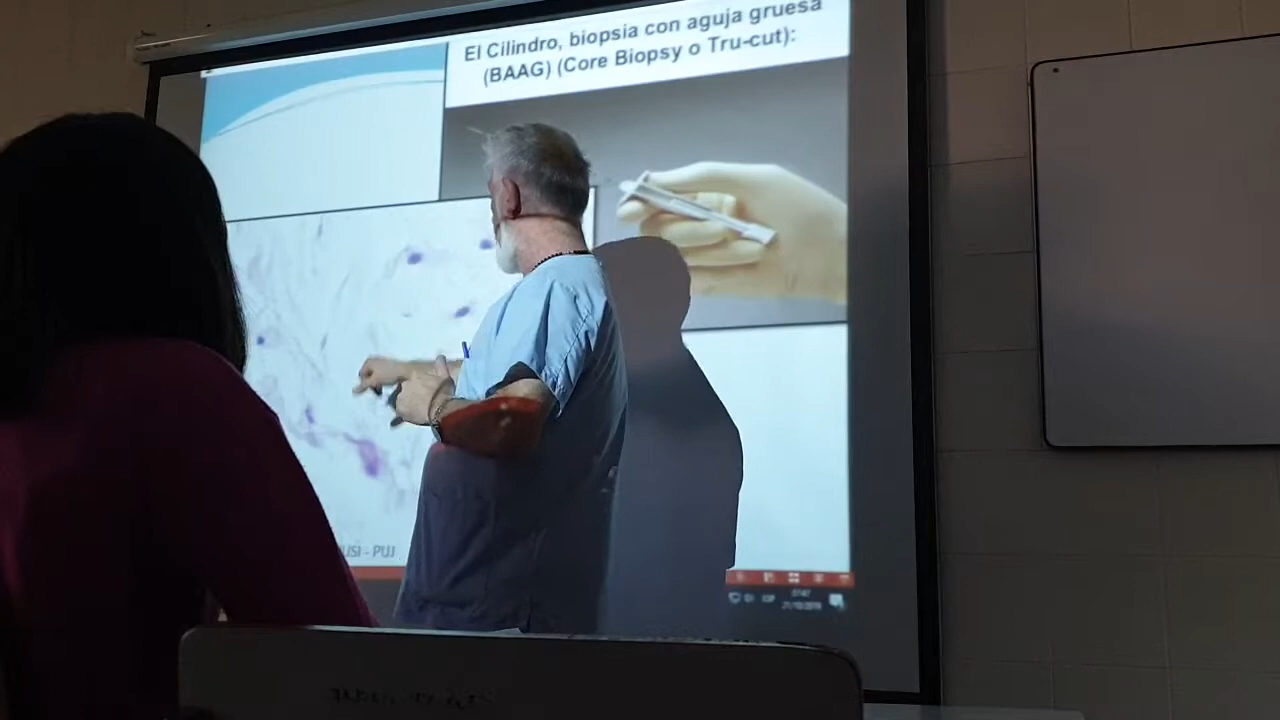 El Cilindro, biopsia con aguja gruesa
(BAAG) (Core Biopsy o Tru-cut):
- PUJ